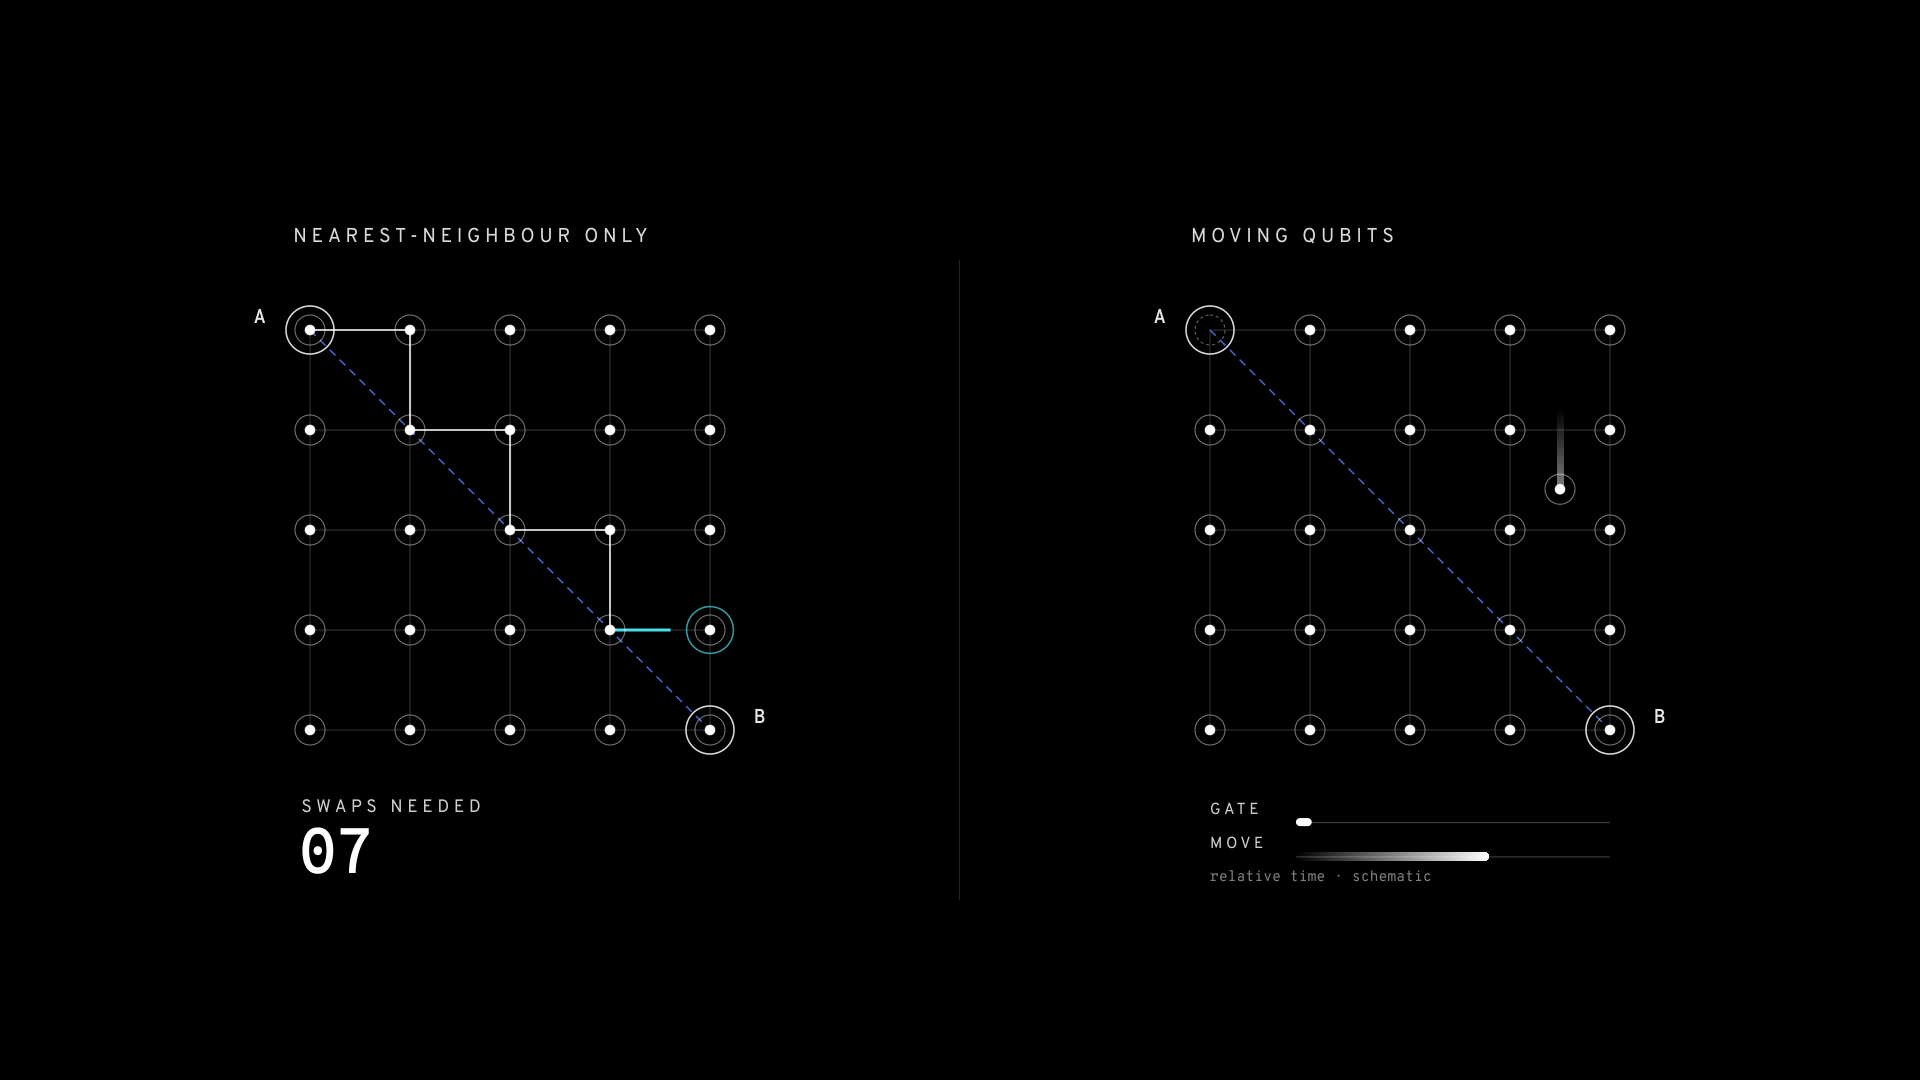 NEAREST-NEIGHBOUR ONLY
A
B
SWAPS NEEDED
07
MOVING QUBITS
A
B
GATE
MOVE
relative time · schematic